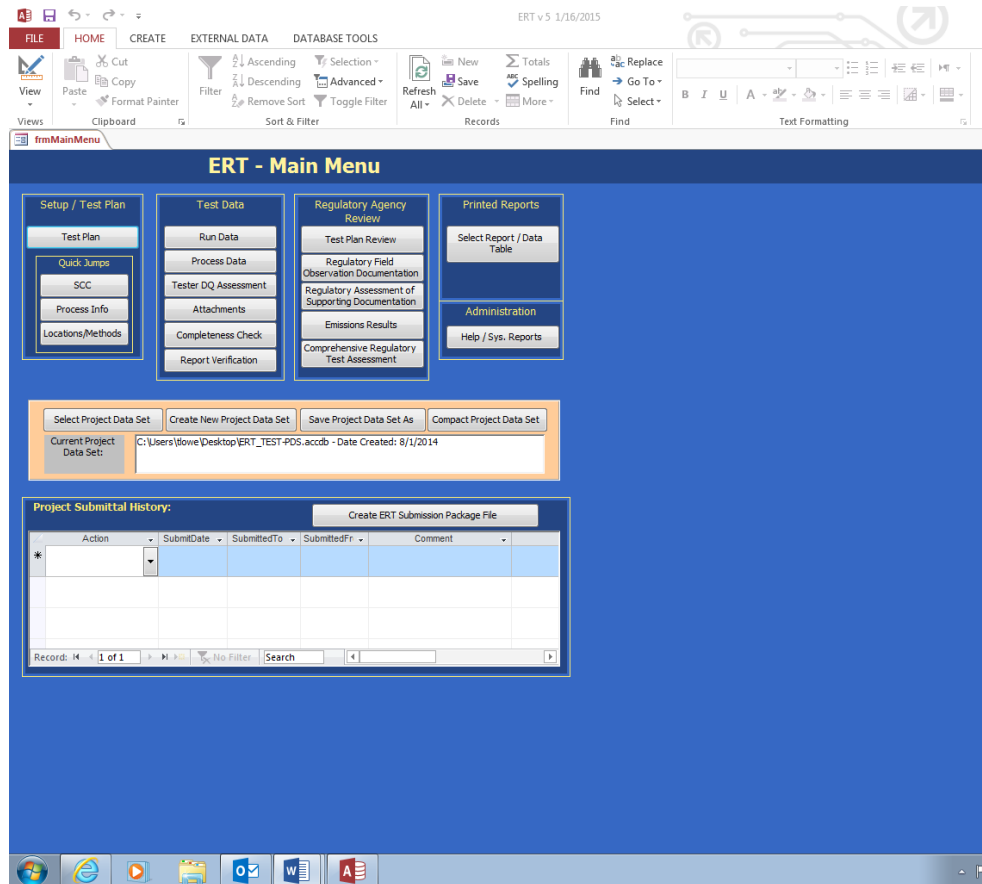 ERT v 5 1/16/2015
FILE HOME CREATE EXTERNAL DATA DATABASE TOOLS
View
Paste
Cut
Copy
Format Painter
Filter
Ascending
Descending
Remove Sort
Selection
Advanced
Toggle Filter
Refresh All
New
Save
Delete
Totals
Spelling
More
Find
Replace
Go To
Select
B I U A
Views Clipboard Sort & Filter Records Find Text Formatting
frmMainMenu
ERT - Main Menu
Setup / Test Plan
Test Plan
Quick Jumps
SCC
Process Info
Locations/Methods
Test Data
Run Data
Process Data
Tester DQ Assessment
Attachments
Completeness Check
Report Verification
Regulatory Agency
Review
Test Plan Review
Regulatory Field
Observation Documentation
Regulatory Assessment of
Supporting Documentation
Emissions Results
Comprehensive Regulatory
Test Assessment
Printed Reports
Select Report / Data
Table
Administration
Help / Sys. Reports
Select Project Data Set Create New Project Data Set Save Project Data Set As Compact Project Data Set
Current Project
Data Set:
C:\Users\tlowe\Desktop\ERT_TEST-PDS.accdb - Date Created: 8/1/2014
Project Submittal History:
Create ERT Submission Package File
Action SubmitDate SubmittedTo SubmittedFr Comment
Record: 1 of 1 No Filter Search